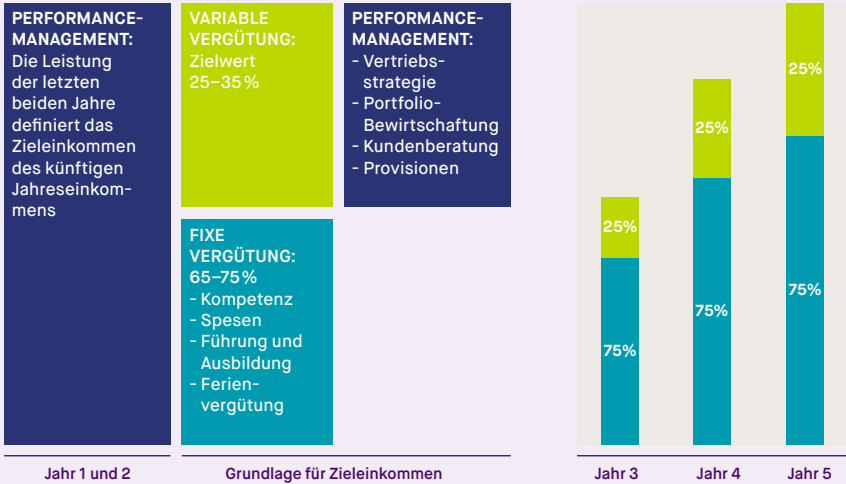 PERFORMANCE-
MANAGEMENT:
Die Leistung
der letzten
beiden Jahre
definiert das
Zieleinkommen
des künftigen
Jahreseinkom-
mens
VARIABLE
VERGÜTUNG:
Zielwert
25–35 %
PERFORMANCE-
MANAGEMENT:
- Vertriebs-
strategie
- Portfolio-
Bewirtschaftung
- Kundenberatung
- Provisionen
FIXE
VERGÜTUNG:
65–75 %
- Kompetenz
- Spesen
- Führung und
Ausbildung
- Ferien-
vergütung
Jahr 1 und 2
Grundlage für Zieleinkommen
25%
75%
25%
75%
25%
75%
Jahr 3
Jahr 4
Jahr 5